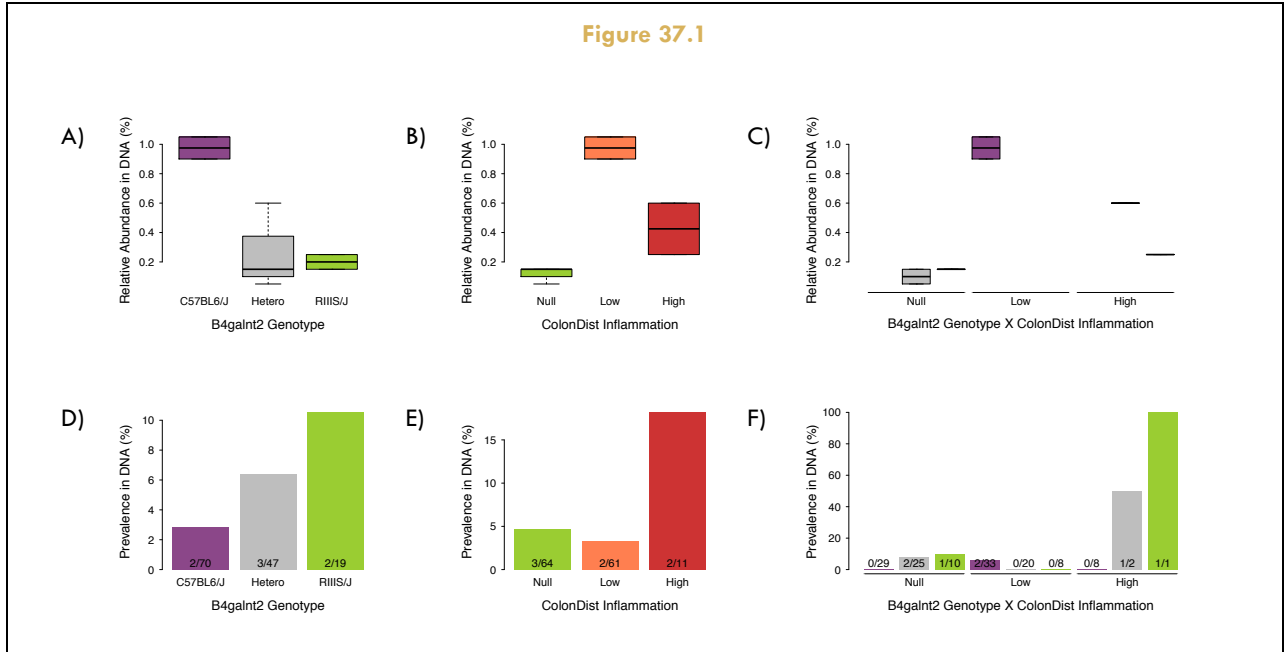 Figure 37.1
A)
Relative Abundance in DNA (%)
1.0
0.8
0.6
0.4
0.2
C57BL6/J Hetero RIIIS/J
B4galnt2 Genotype
B)
Relative Abundance in DNA (%)
1.0
0.8
0.6
0.4
0.2
Null Low High
ColonDist Inflammation
C)
Relative Abundance in DNA (%)
1.0
0.8
0.6
0.4
0.2
Null Low High
B4galnt2 Genotype X ColonDist Inflammation
D)
Prevalence in DNA (%)
10
8
6
4
2
0
2/70 3/47 2/19
C57BL6/J Hetero RIIIS/J
B4galnt2 Genotype
E)
Prevalence in DNA (%)
15
10
5
0
3/64 2/61 2/11
Null Low High
ColonDist Inflammation
F)
Prevalence in DNA (%)
100
80
60
40
20
0
0/29 2/25 1/10 2/33 0/20 0/8 0/8 1/2 1/1
Null Low High
B4galnt2 Genotype X ColonDist Inflammation